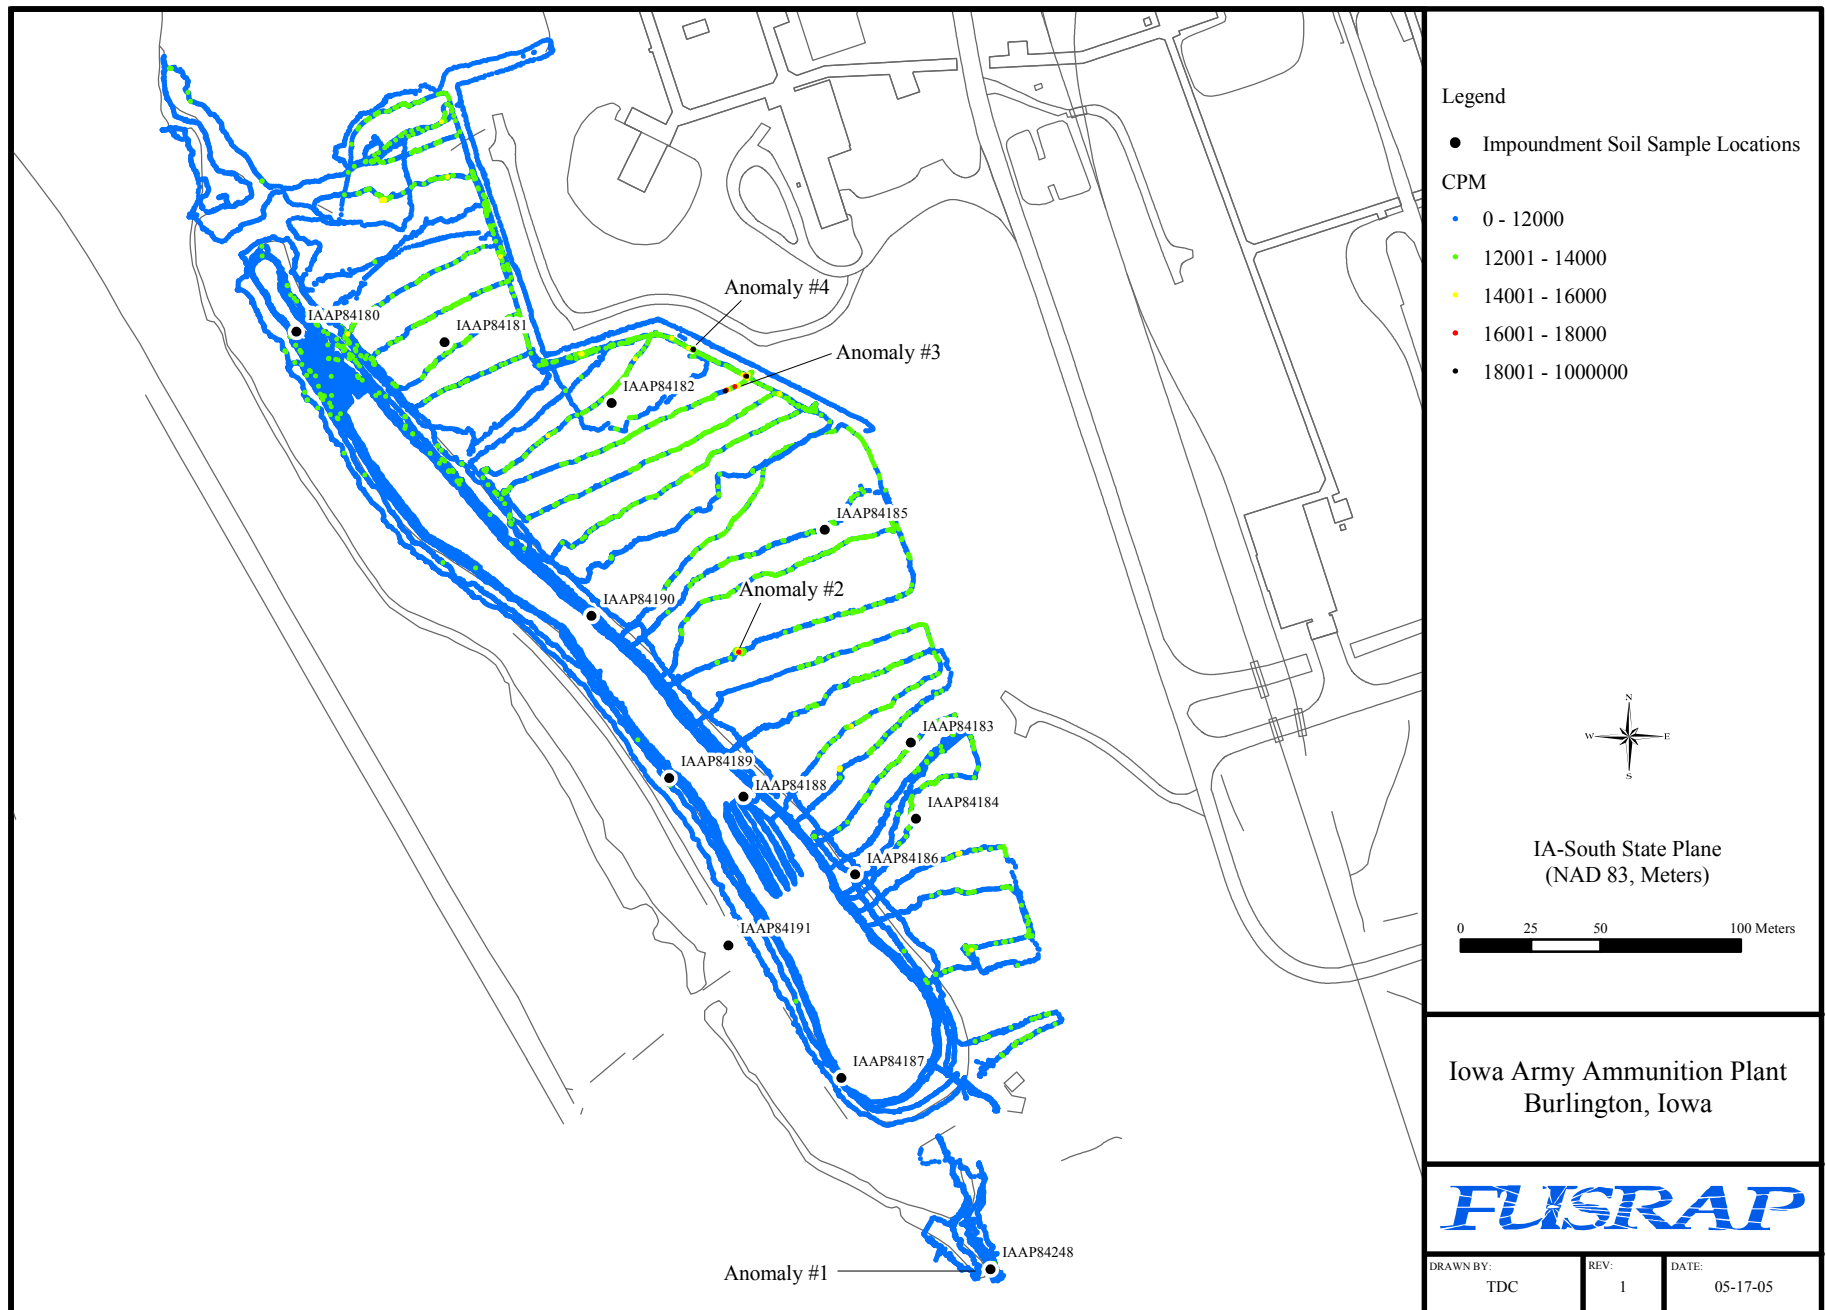 Anomaly #4
IAAP84180
IAAP84181
Anomaly #3
IAAP84182
IAAP84185
Anomaly #2
IAAP84190
IAAP84183
IAAP84189
IAAP84188
IAAP84184
IAAP84186
IAAP84191
IAAP84187
IAAP84248
Anomaly #1
Legend
Impoundment Soil Sample Locations
CPM
0 - 12000
12001 - 14000
14001 - 16000
16001 - 18000
18001 - 1000000
N
W E
S
IA-South State Plane
(NAD 83, Meters)
0 25 50 100 Meters
Iowa Army Ammunition Plant
Burlington, Iowa
FUSRAP
DRAWN BY: REV: DATE:
TDC 1 05-17-05